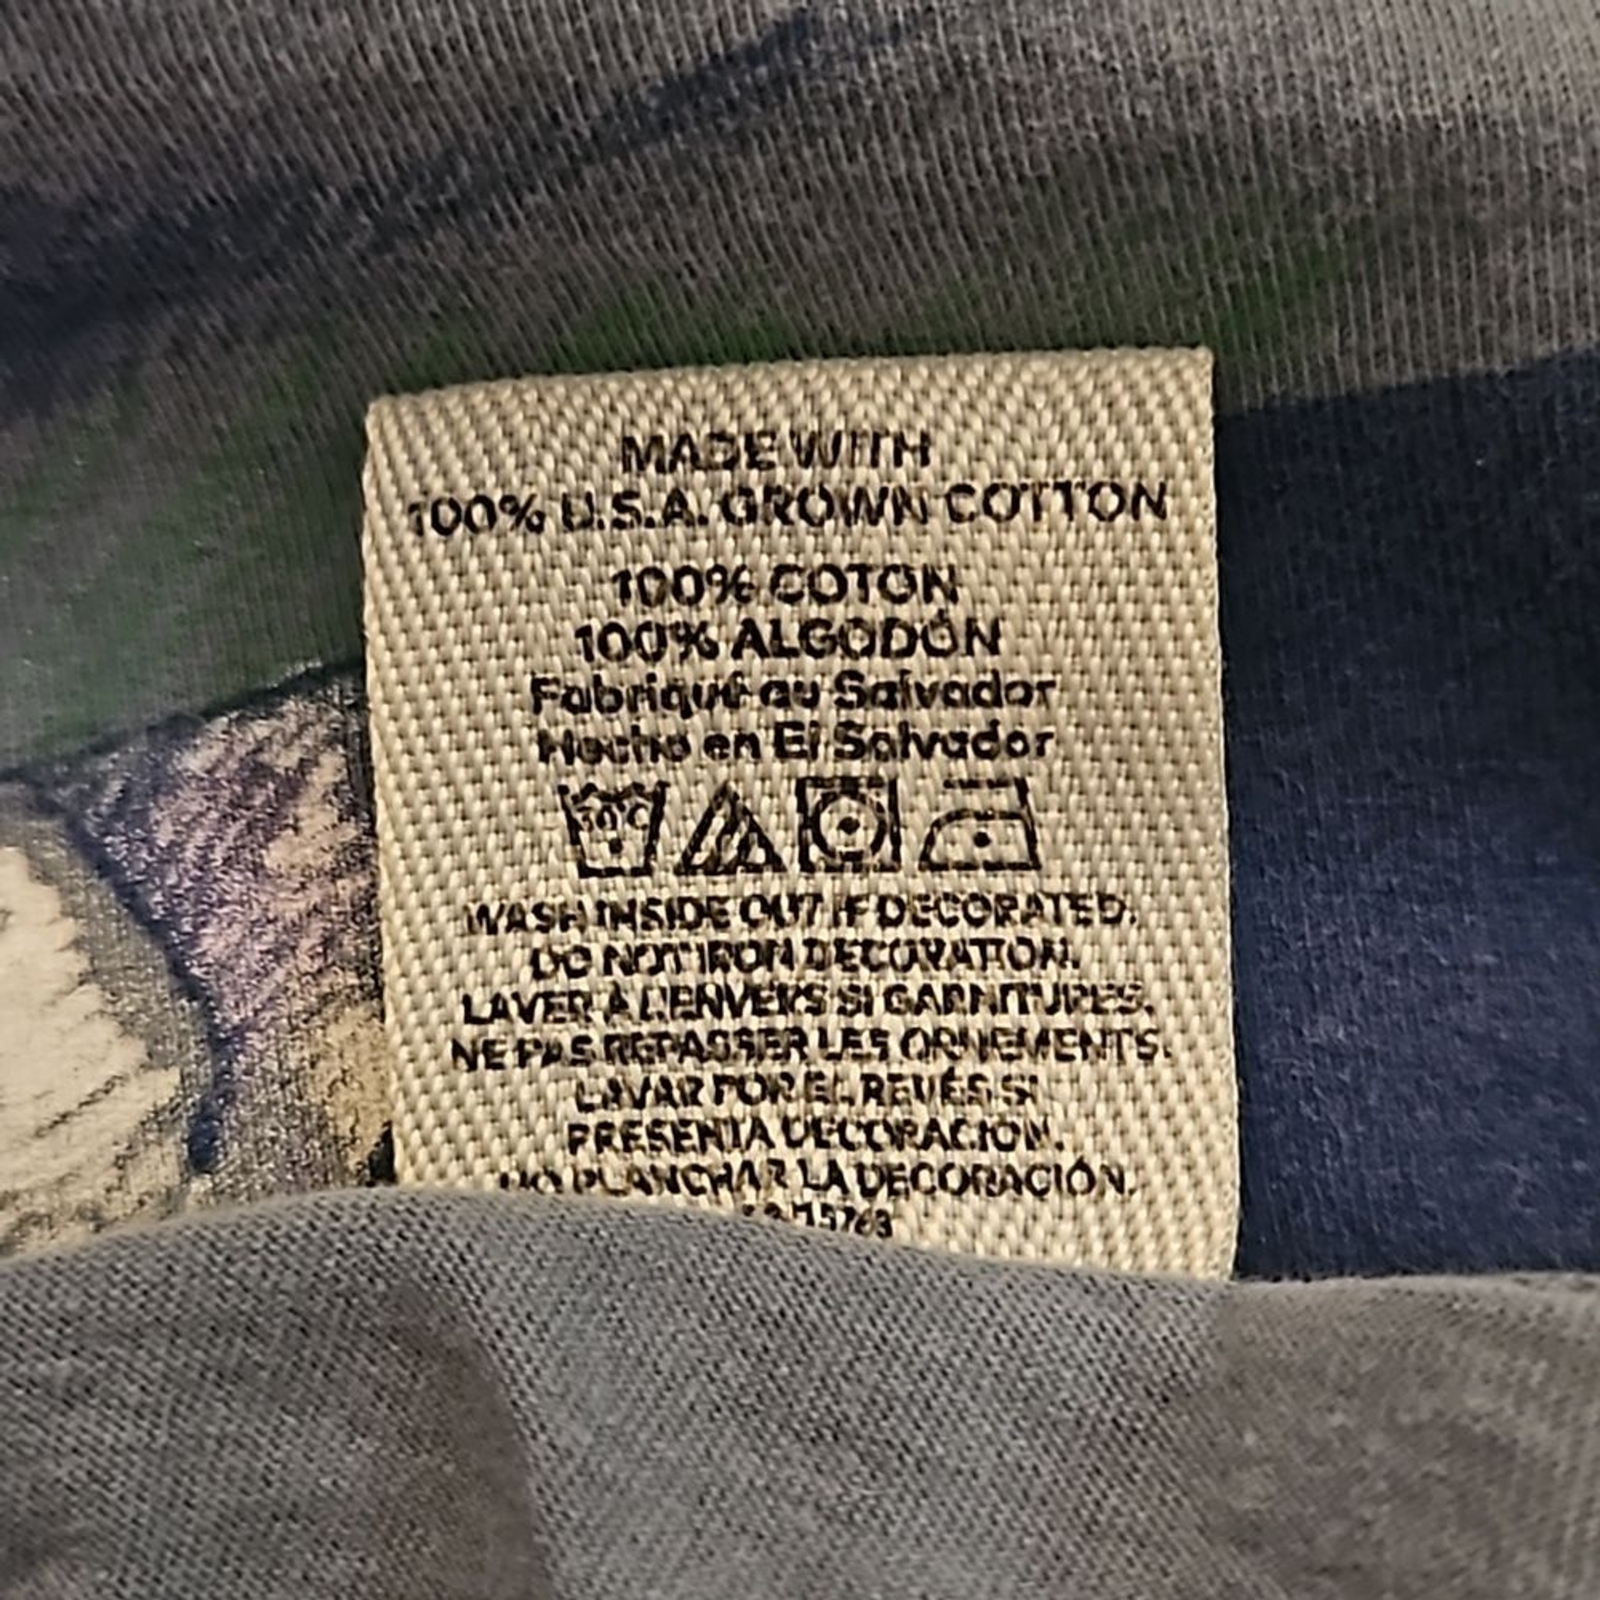 MADE WITH
100% U.S.A. GROWN COTTON
100% COTON
100% ALGODÓN
Fabriqué au Salvador
Hecho en El Salvador
30°C
WASH INSIDE OUT IF DECORATED.
DO NOT IRON DECORATION.
LAVER À L'ENVERS SI GARNITURES.
NE PAS REPASSER LES ORNEMENTS.
LAVAR POR EL REVÉS SI
PRESENTA DECORACIÓN.
NO PLANCHAR LA DECORACIÓN.